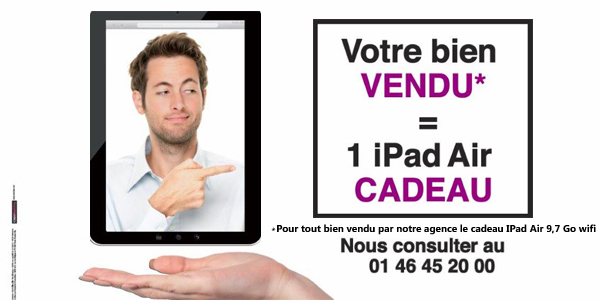 Votre bien
VENDU*
=
1 iPad Air
CADEAU
*Pour tout bien vendu par notre agence le cadeau IPad Air 9,7 Go wifi
Nous consulter au
01 46 45 20 00